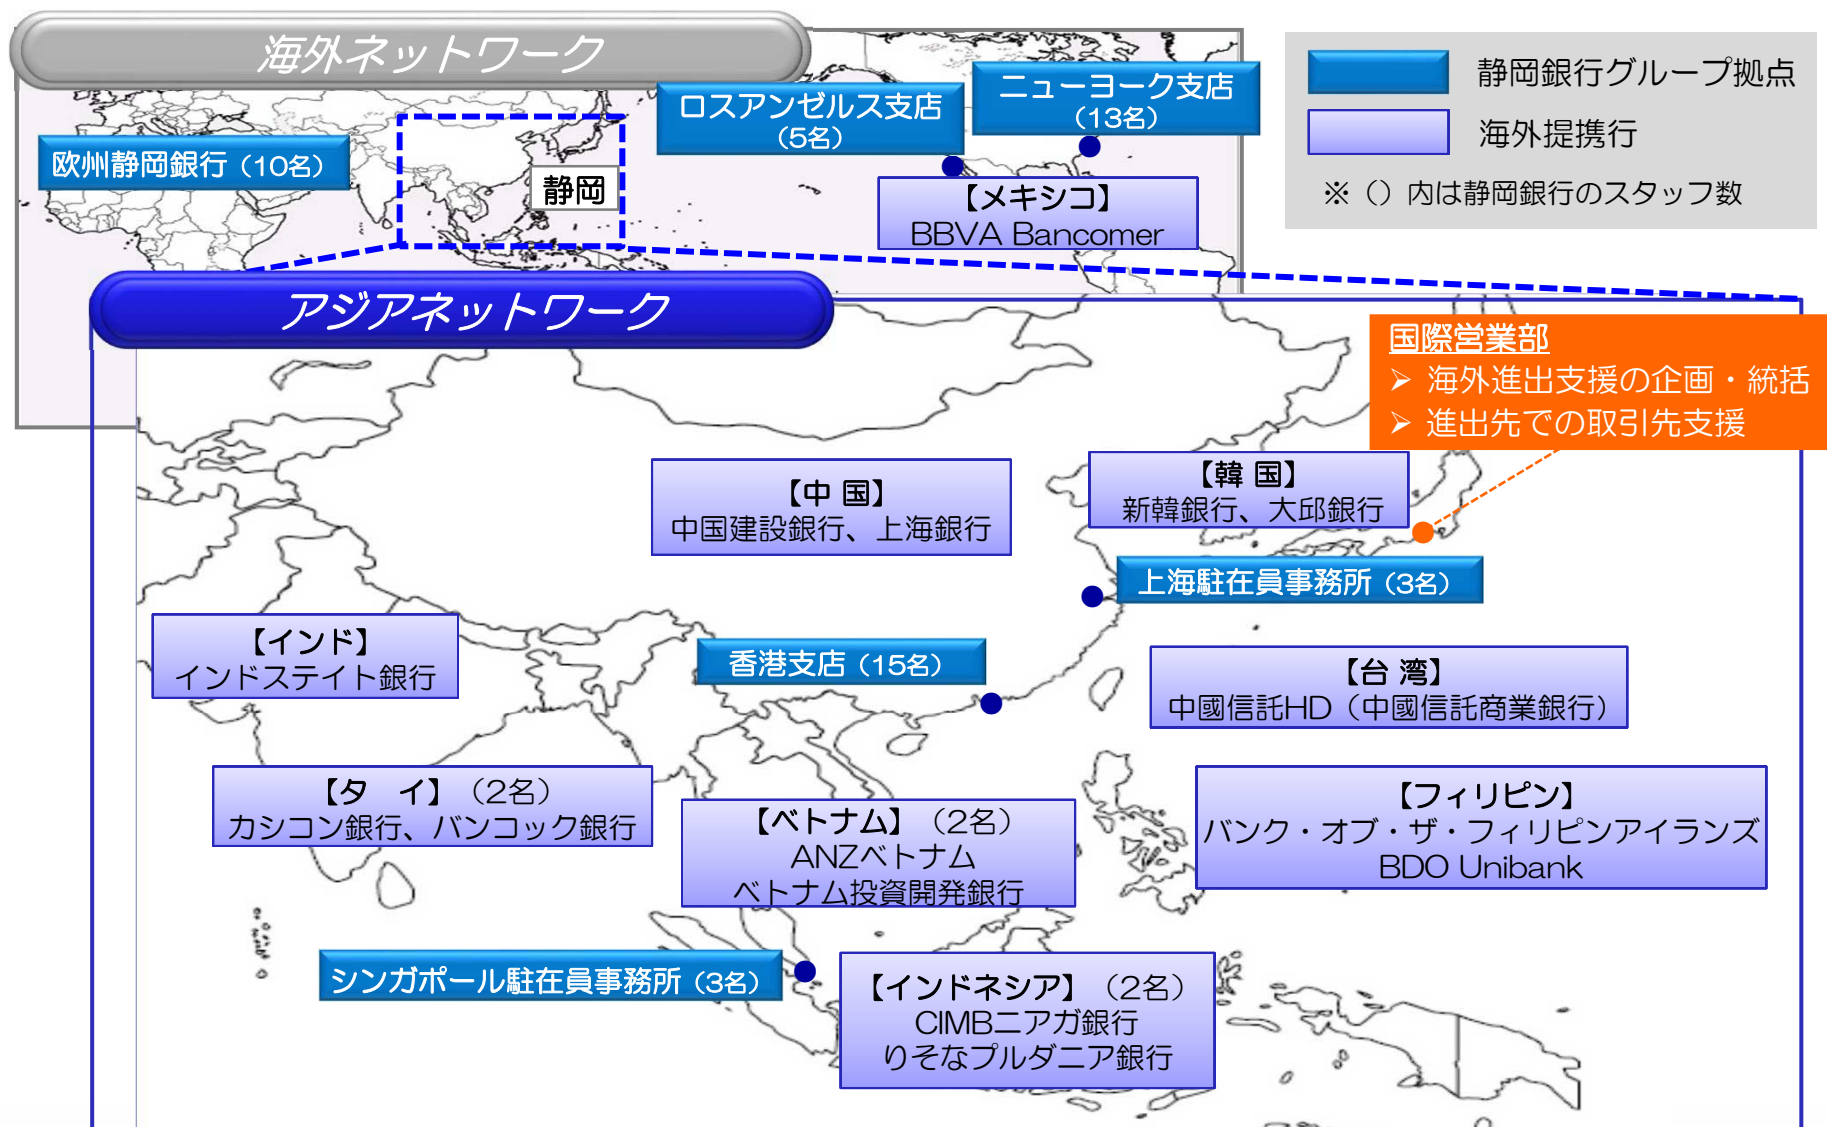 海外ネットワーク
静岡銀行グループ拠点
海外提携行
※（）内は静岡銀行のスタッフ数
ロスアンゼルス支店
（5名）
ニューヨーク支店
（13名）
欧州静岡銀行（10名）
静岡
【メキシコ】
BBVA Bancomer
アジアネットワーク
国際営業部
➢ 海外進出支援の企画・統括
➢ 進出先での取引先支援
【中 国】
中国建設銀行、上海銀行
【韓 国】
新韓銀行、大邱銀行
上海駐在員事務所（3名）
【インド】
インドステイト銀行
香港支店（15名）
【台 湾】
中國信託HD（中國信託商業銀行）
【タ　イ】（2名）
カシコン銀行、バンコック銀行
【ベトナム】（2名）
ANZベトナム
ベトナム投資開発銀行
【フィリピン】
バンク・オブ・ザ・フィリピンアイランズ
BDO Unibank
シンガポール駐在員事務所（3名）
【インドネシア】（2名）
CIMBニアガ銀行
りそなプルダニア銀行